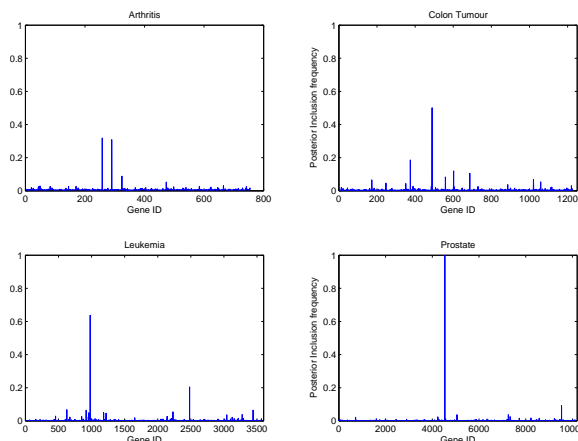 Arthritis
1
0.8
0.6
0.4
0.2
0
0 200 400 600 800
Gene ID
Colon Tumour
Posterior Inclusion frequency
1
0.8
0.6
0.4
0.2
0
0 200 400 600 800 1000 1200
Gene ID
Leukemia
1
0.8
0.6
0.4
0.2
0
0 500 1000 1500 2000 2500 3000 3500
Gene ID
Prostate
Posterior Inclusion frequency
1
0.8
0.6
0.4
0.2
0
0 2000 4000 6000 8000 1000
Gene ID